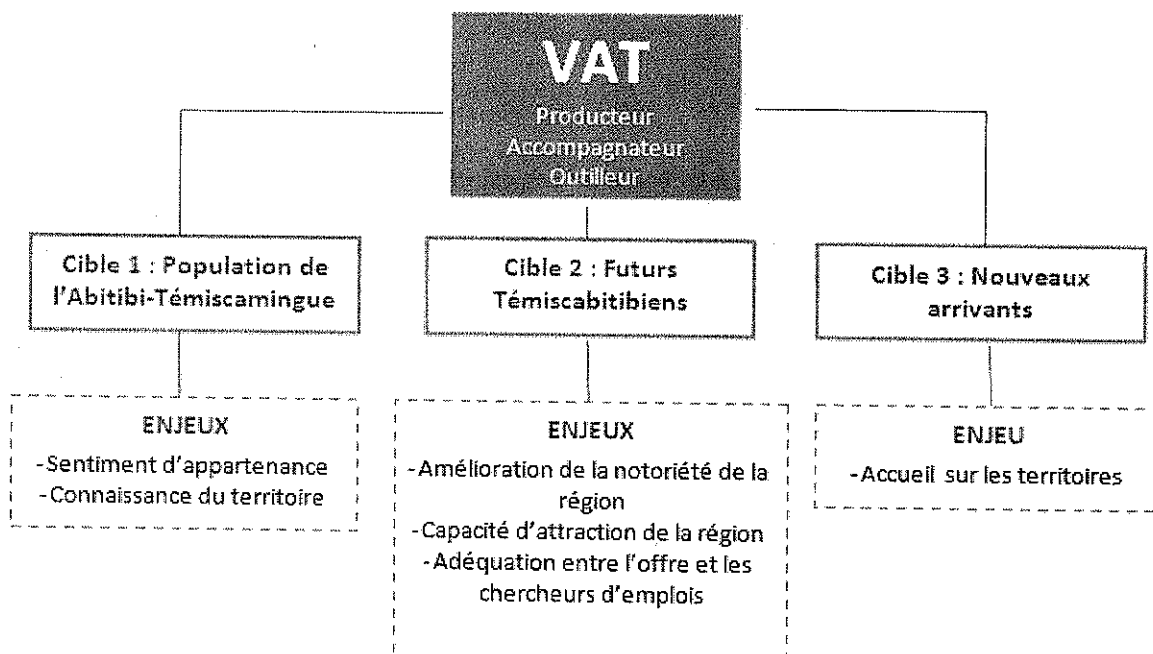 VAT
Producteur
Accompagnateur
Outilleur
Cible 1 : Population de
l'Abitibi-Témiscamingue
Cible 2 : Futurs
Témiscabitibiens
Cible 3 : Nouveaux
arrivants
ENJEUX
-Sentiment d'appartenance
-Connaissance du territoire
ENJEUX
-Amélioration de la notoriété de la
région
-Capacité d'attraction de la région
-Adéquation entre l'offre et les
chercheurs d'emplois
ENJEU
-Accueil sur les territoires